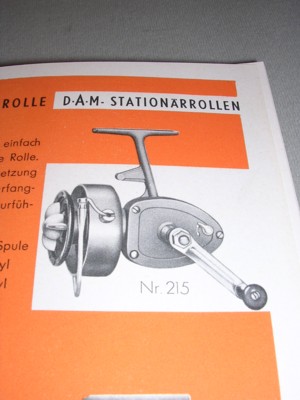 ROLLE D·A·M- STATIONÄRROLLEN
einfach
e Rolle.
etzung
rfang-
urfüh-
Spule
yl
yl
Nr. 215